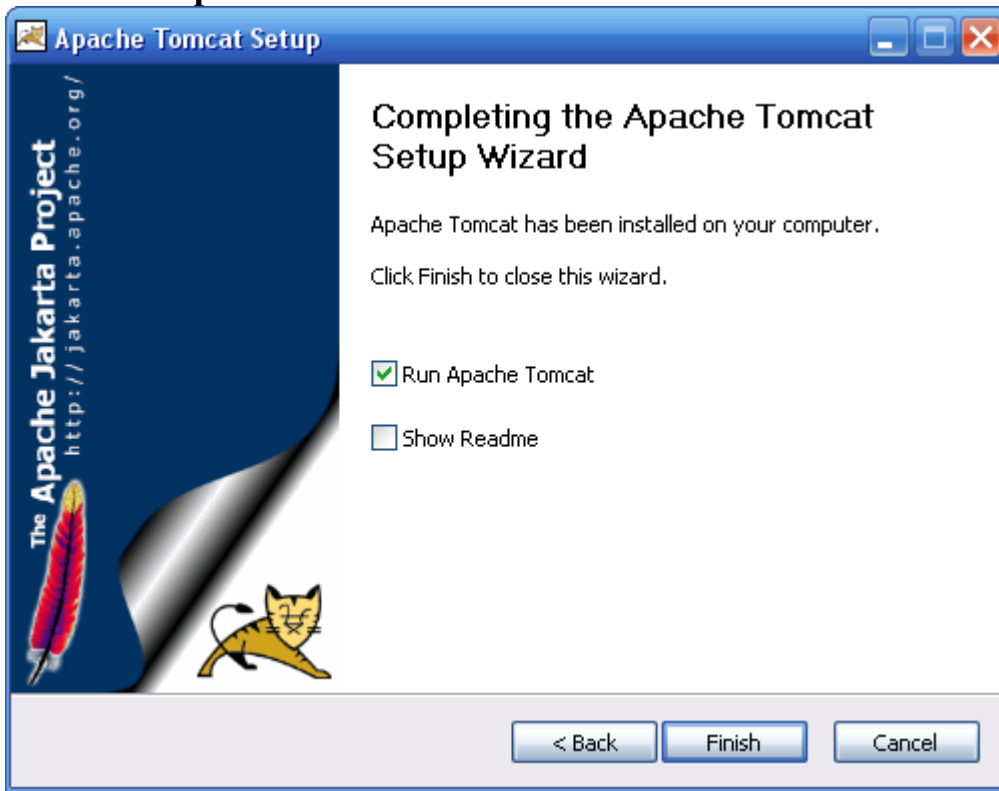 Apache Tomcat Setup
The Apache Jakarta Project
http://jakarta.apache.org/
Completing the Apache Tomcat
Setup Wizard
Apache Tomcat has been installed on your computer.
Click Finish to close this wizard.
Run Apache Tomcat
Show Readme
< Back
Finish
Cancel